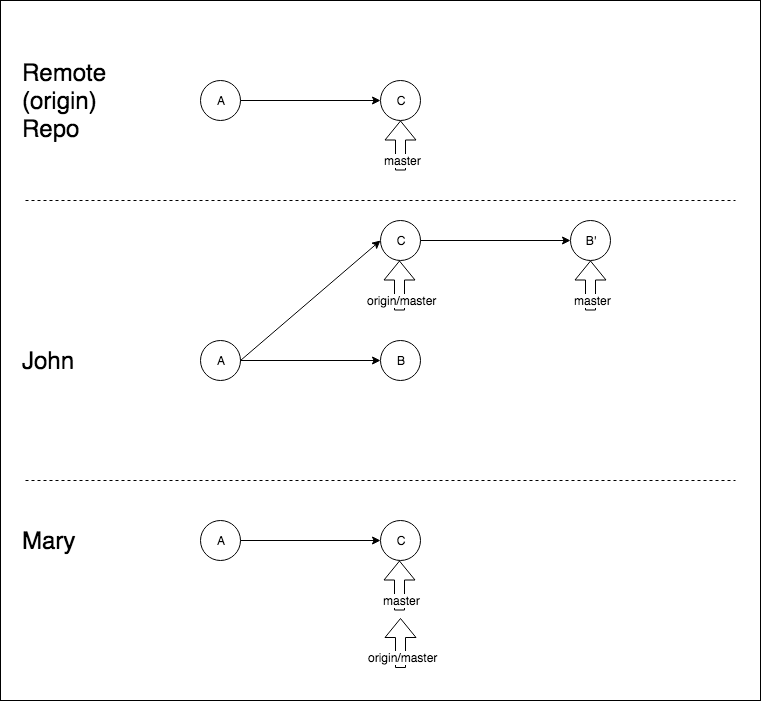 Remote
(origin)
Repo
A
C
master
C
B'
origin/master
master
John
A
B
Mary
A
C
master
origin/master